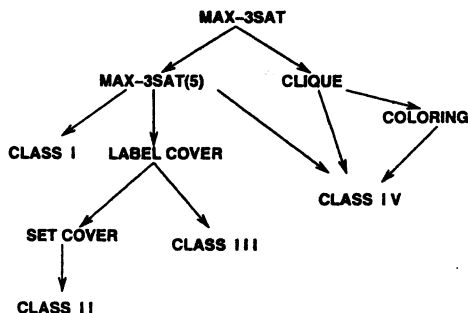 MAX-3SAT
MAX-3SAT(5) CLIQUE
COLORING
CLASS I LABEL COVER
CLASS IV
SET COVER CLASS III
CLASS II